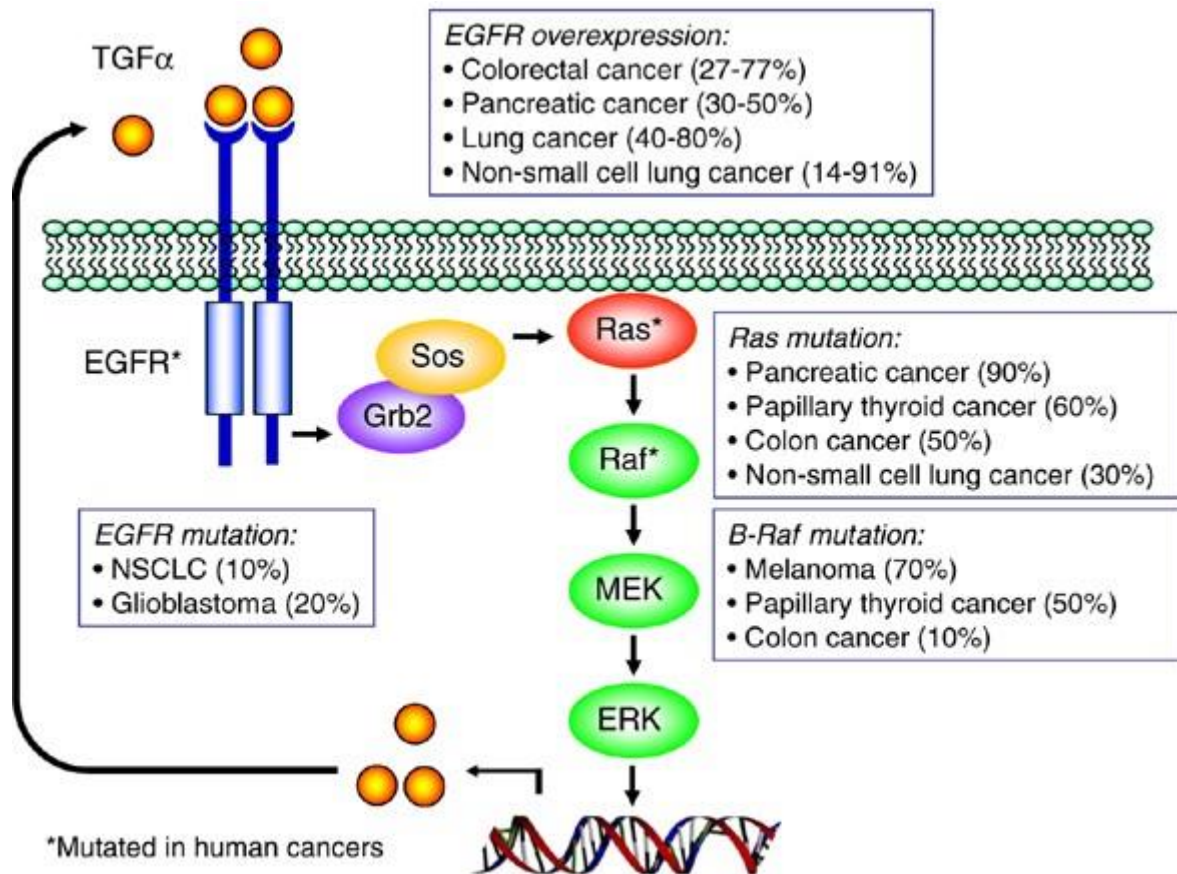 TGFα
EGFR overexpression:
• Colorectal cancer (27-77%)
• Pancreatic cancer (30-50%)
• Lung cancer (40-80%)
• Non-small cell lung cancer (14-91%)
EGFR*
Sos
Grb2
Ras*
Raf*
MEK
ERK
Ras mutation:
• Pancreatic cancer (90%)
• Papillary thyroid cancer (60%)
• Colon cancer (50%)
• Non-small cell lung cancer (30%)
EGFR mutation:
• NSCLC (10%)
• Glioblastoma (20%)
B-Raf mutation:
• Melanoma (70%)
• Papillary thyroid cancer (50%)
• Colon cancer (10%)
*Mutated in human cancers